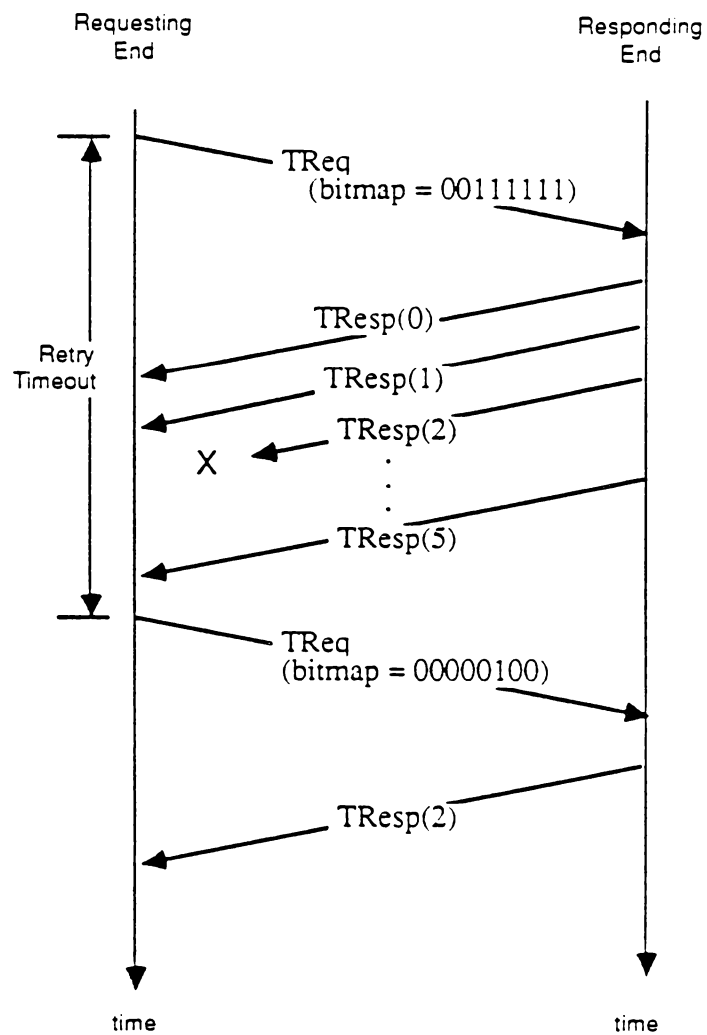 Requesting
End
Responding
End
TReq
(bitmap = 00111111)
TResp(0)
Retry
Timeout
TResp(1)
TResp(2)
X
TResp(5)
TReq
(bitmap = 00000100)
TResp(2)
time
time